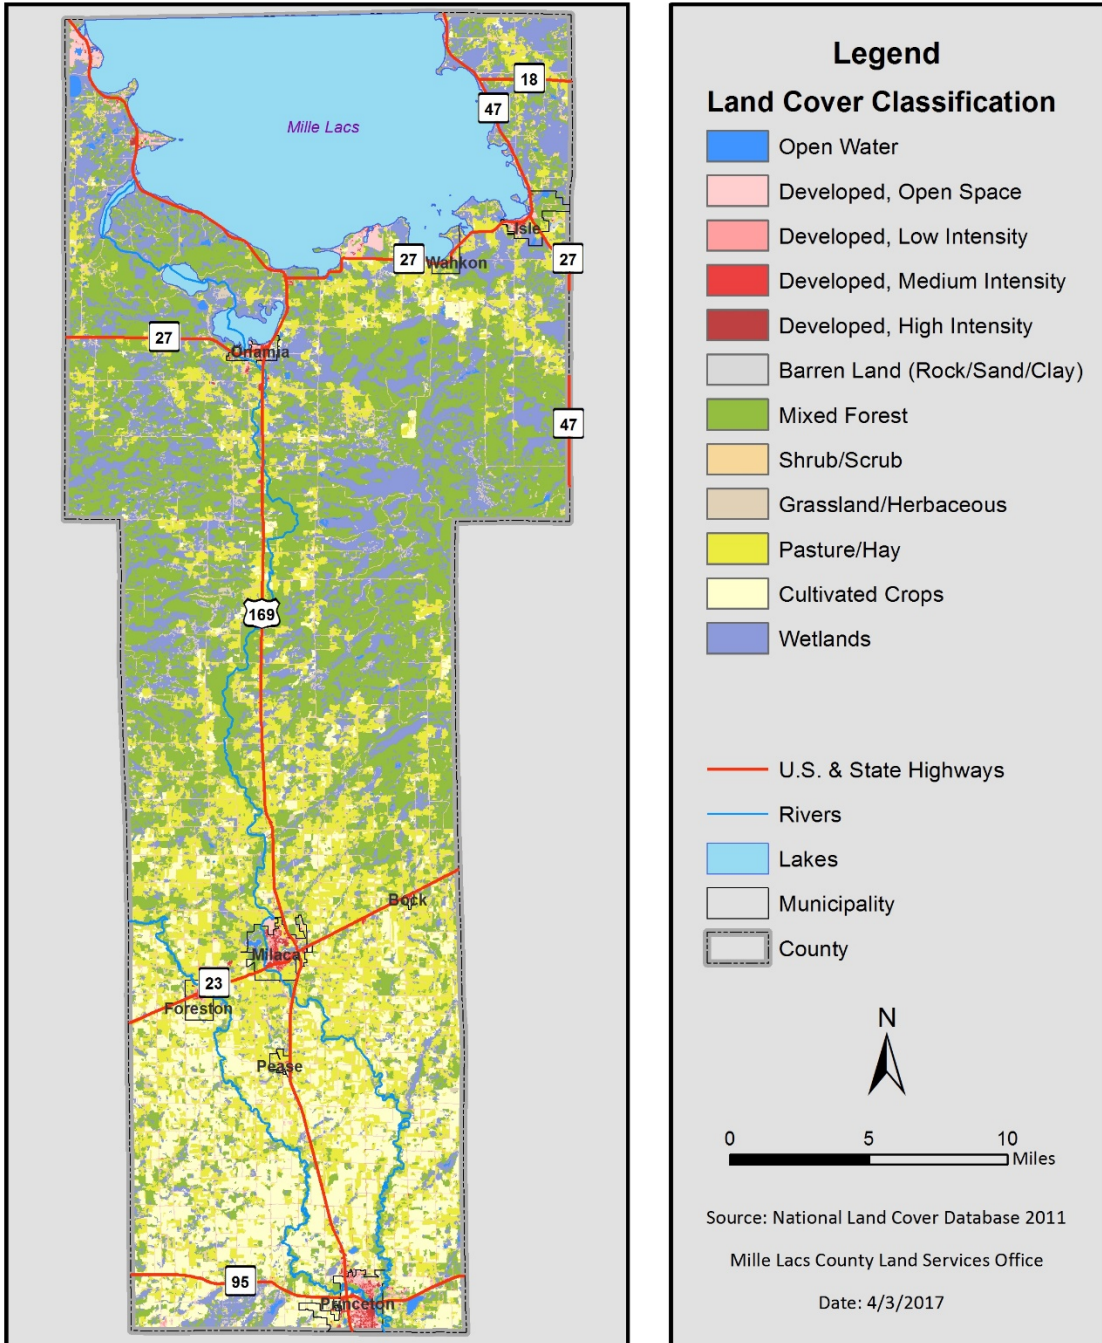 18
47
Mille Lacs
Isle
27
Wahkon
27
27
Onamia
47
169
Bock
Milaca
23
Foreston
Pease
95
Princeton
Legend
Land Cover Classification
Open Water
Developed, Open Space
Developed, Low Intensity
Developed, Medium Intensity
Developed, High Intensity
Barren Land (Rock/Sand/Clay)
Mixed Forest
Shrub/Scrub
Grassland/Herbaceous
Pasture/Hay
Cultivated Crops
Wetlands
U.S. & State Highways
Rivers
Lakes
Municipality
County
N
0 5 10
Miles
Source: National Land Cover Database 2011
Mille Lacs County Land Services Office
Date: 4/3/2017